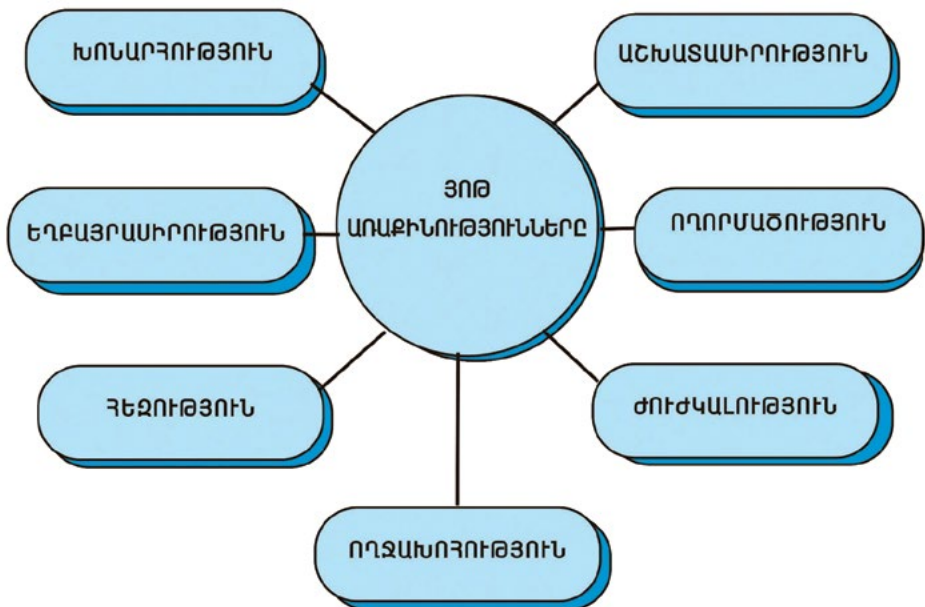 ԽՈՆԱՐՀՈՒԹՅՈՒՆ
ԱՇԽԱՏԱՍԻՐՈՒԹՅՈՒՆ
ՅՈԹ
ԱՌԱՔԻՆՈՒԹՅՈՒՆՆԵՐԸ
ԵՂԲԱՅՐԱՍԻՐՈՒԹՅՈՒՆ
ՈՂՈՐՄԱԾՈՒԹՅՈՒՆ
ՀԵԶՈՒԹՅՈՒՆ
ԺՈՒԺԿԱԼՈՒԹՅՈՒՆ
ՈՂՋԱԽՈՀՈՒԹՅՈՒՆ